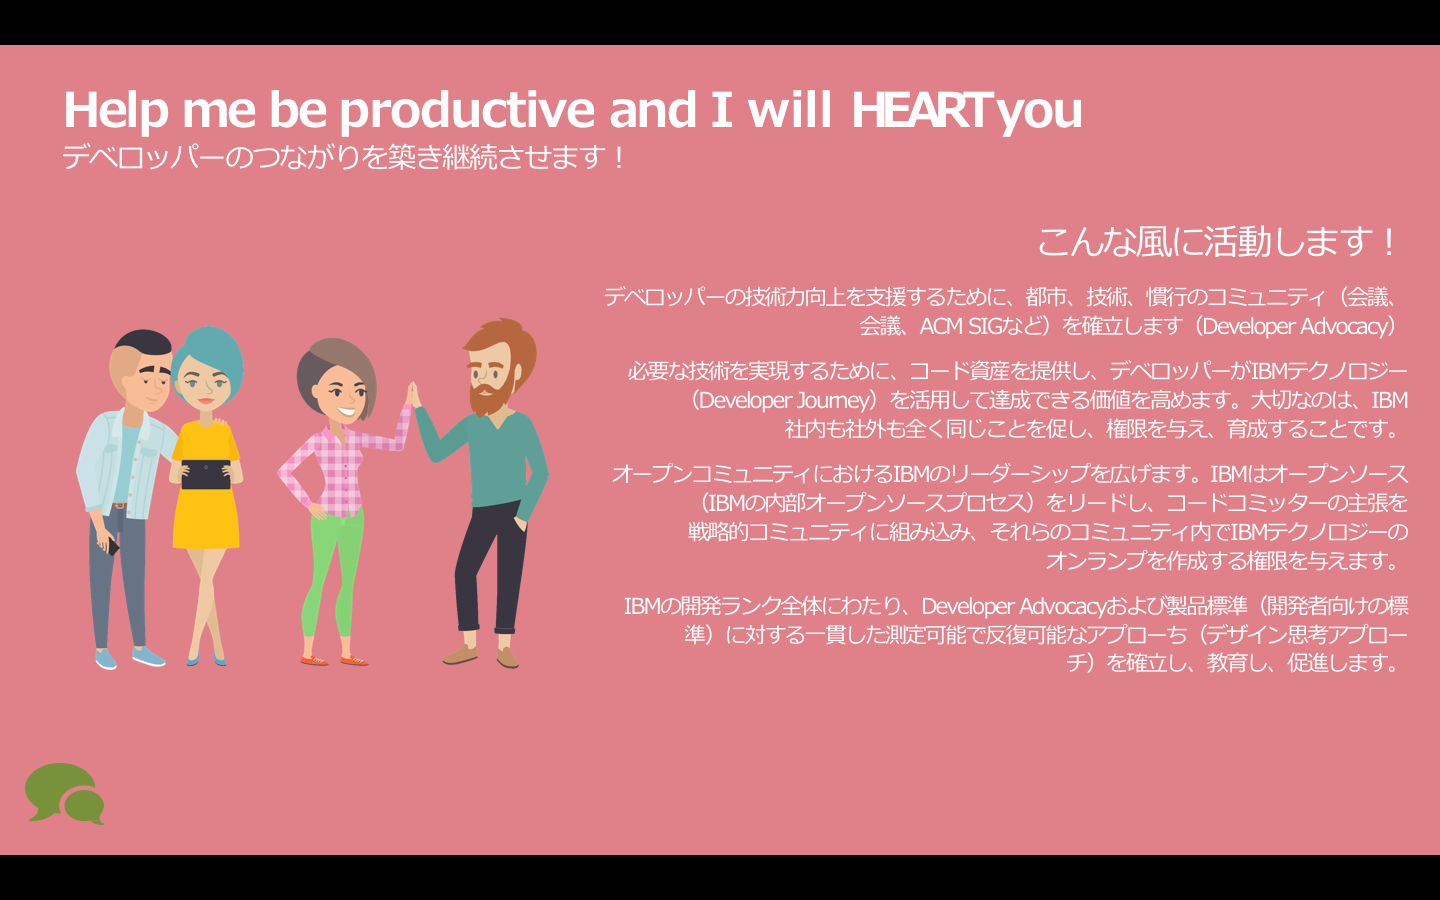 Help me be productive and I will HEART you
デベロッパーのつながりを築き継続させます！
こんな風に活動します！
デベロッパーの技術力向上を支援するために、都市、技術、慣行のコミュニティ（会議、
会議、ACM SIGなど）を確立します（Developer Advocacy）
必要な技術を実現するために、コード資産を提供し、デベロッパーがIBMテクノロジー
（Developer Journey）を活用して達成できる価値を高めます。大切なのは、IBM
社内も社外も全く同じことを促し、権限を与え、育成することです。
オープンコミュニティにおけるIBMのリーダーシップを広げます。IBMはオープンソース
（IBMの内部オープンソースプロセス）をリードし、コードコミッターの主張を
戦略的コミュニティに組み込み、それらのコミュニティ内でIBMテクノロジーの
オンランプを作成する権限を与えます。
IBMの開発ランク全体にわたり、Developer Advocacyおよび製品標準（開発者向けの標
準）に対する一貫した測定可能で反復可能なアプローち（デザイン思考アプロー
チ）を確立し、教育し、促進します。